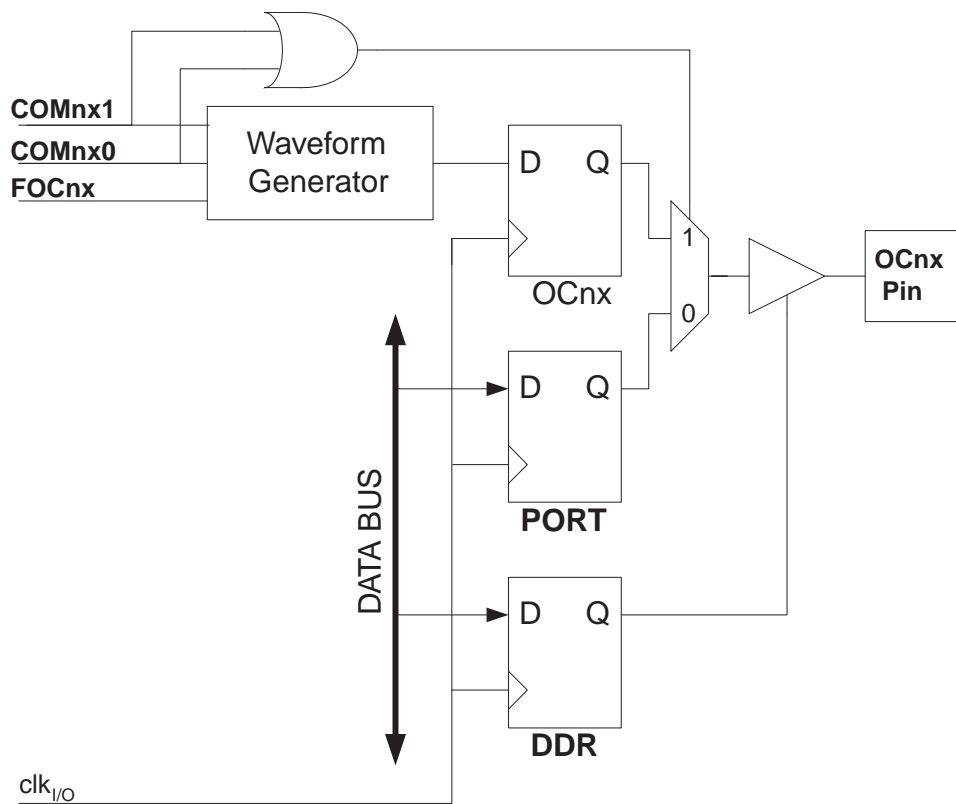 COMnx1
COMnx0
FOCnx
Waveform
Generator
D Q
OCnx
1
0
OCnx
Pin
D Q
PORT
DATA BUS
D Q
DDR
clkI/O